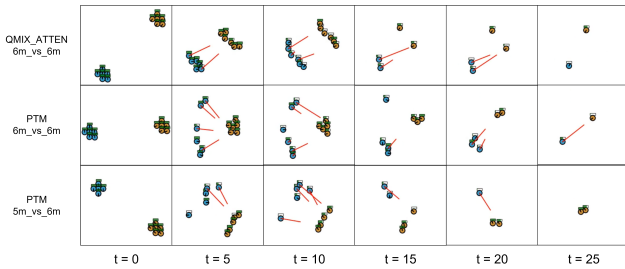 QMIX_ATTEN
6m_vs_6m
PTM
6m_vs_6m
PTM
5m_vs_6m
t = 0 t = 5 t = 10 t = 15 t = 20 t = 25